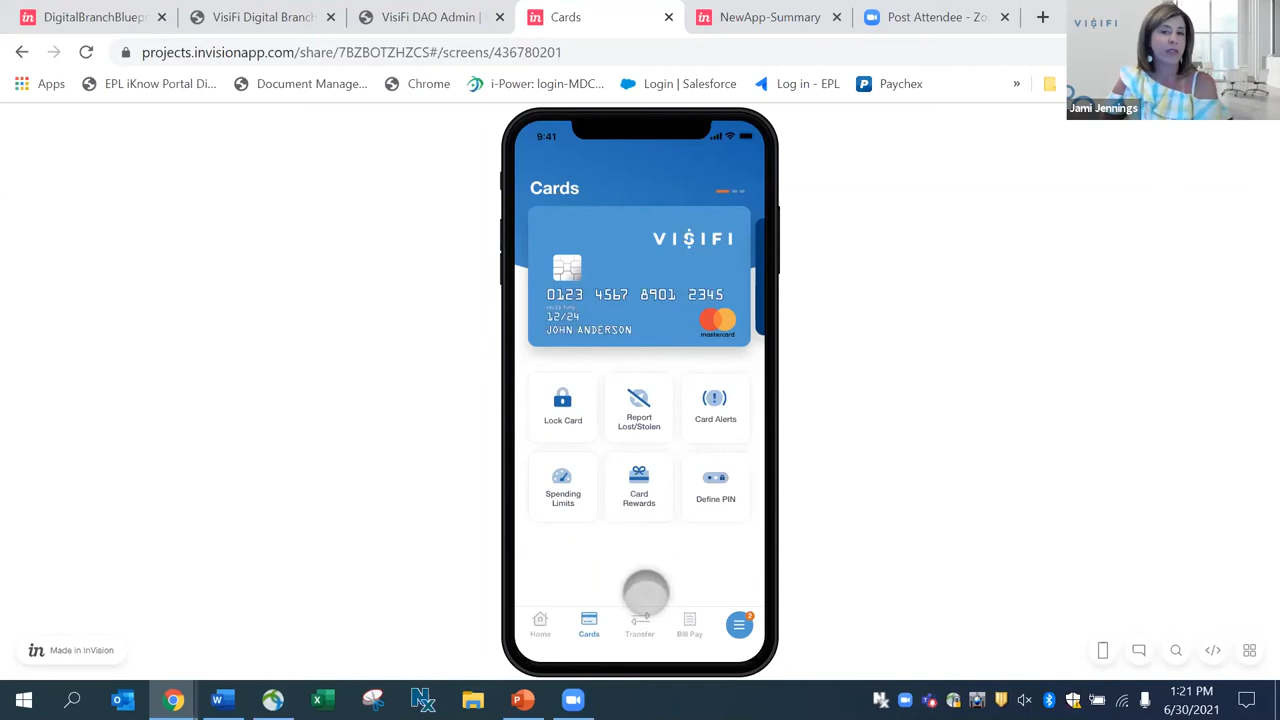 DigitalBranchBluepr
VisiFi Digital Branch
VisiFi DAO Admin |
Cards
NewApp-Summary
Post Attendee - Zo
projects.invisionapp.com/share/7BZBOTZHZCS#/screens/436780201
Apps
EPL iKnow Portal Di...
Document Manage...
Chrome
i-Power: login-MDC...
Login | Salesforce
Log in - EPL
Paychex
»
VISIFI
Jami Jennings
9:41
Cards
VISIFI
0123 4567 8901 2345
12/24
JOHN ANDERSON
mastercard
Lock Card
Report
Lost/Stolen
Card Alerts
Spending
Limits
Card
Rewards
Define PIN
Home
Cards
Transfer
Bill Pay
2
in Made in InVision
1:21 PM
6/30/2021